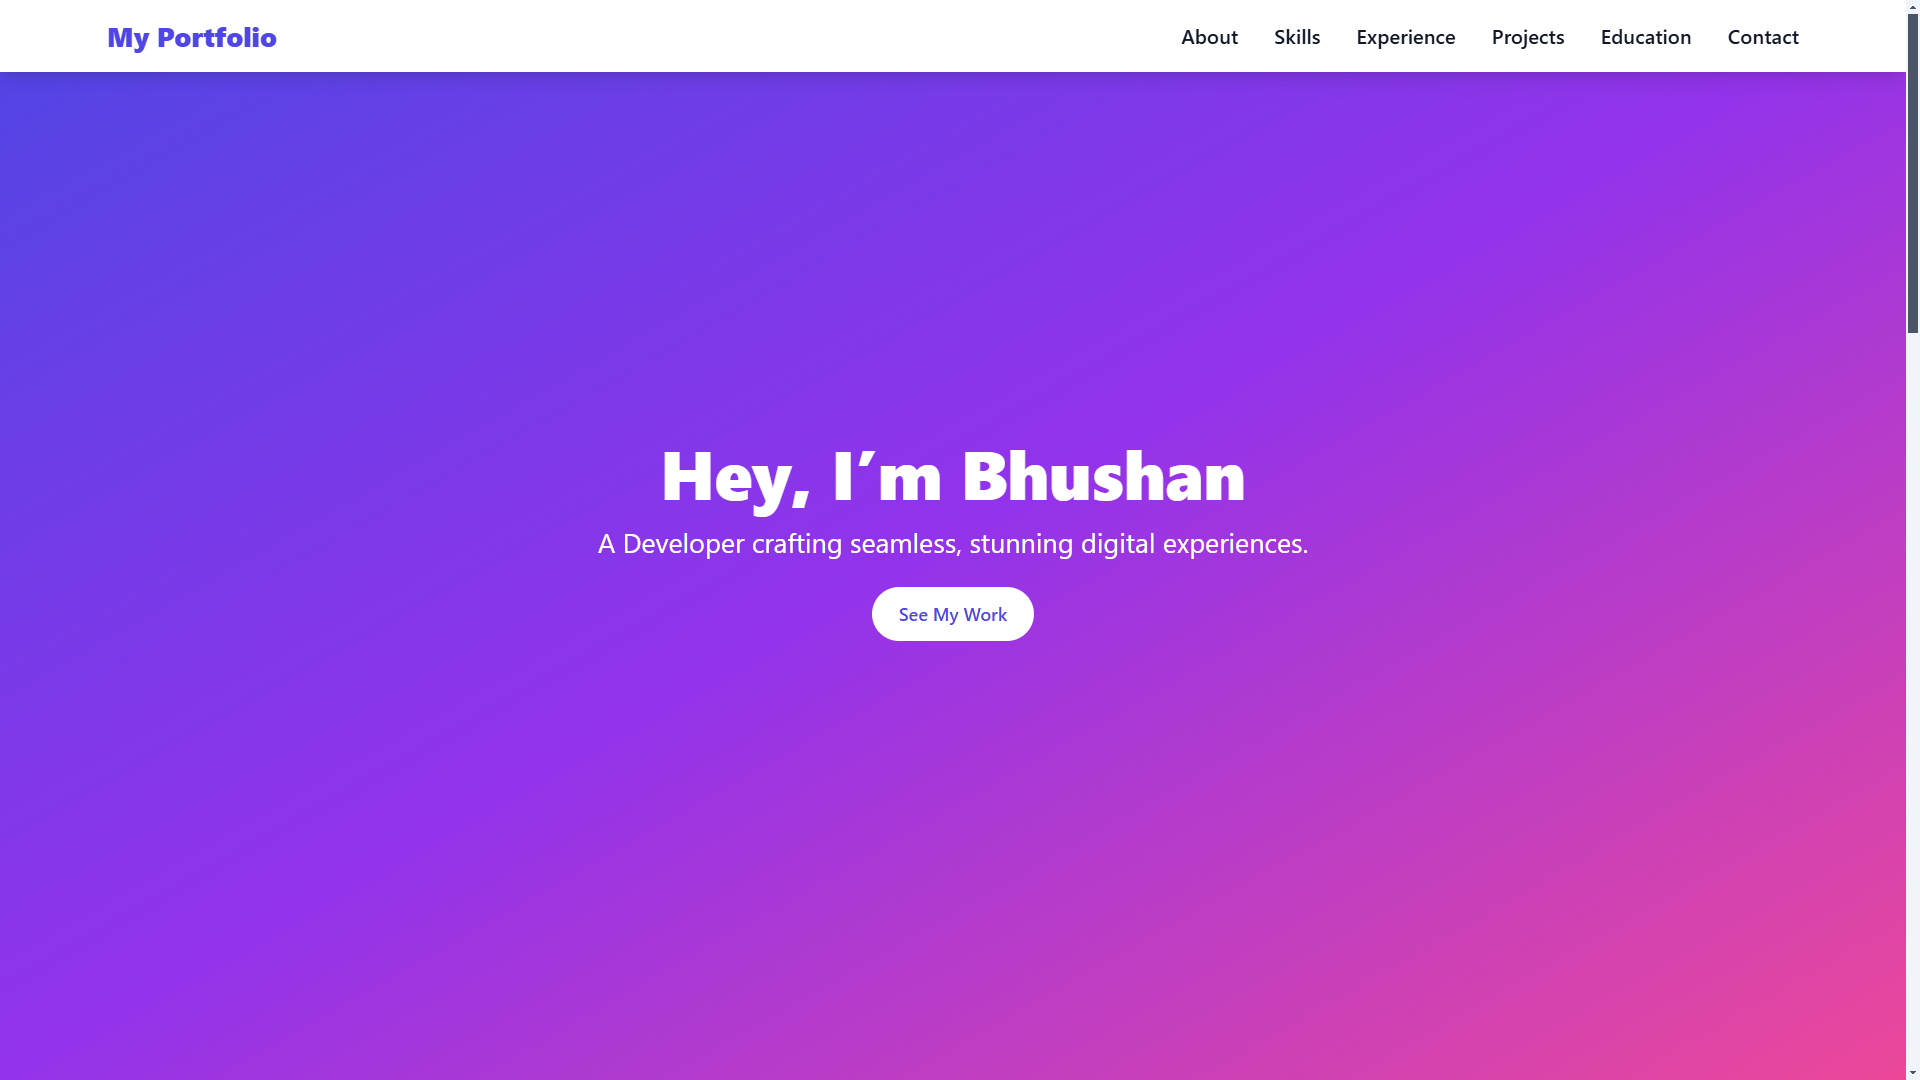 My Portfolio
About Skills Experience Projects Education Contact
Hey, I’m Bhushan
A Developer crafting seamless, stunning digital experiences.
See My Work